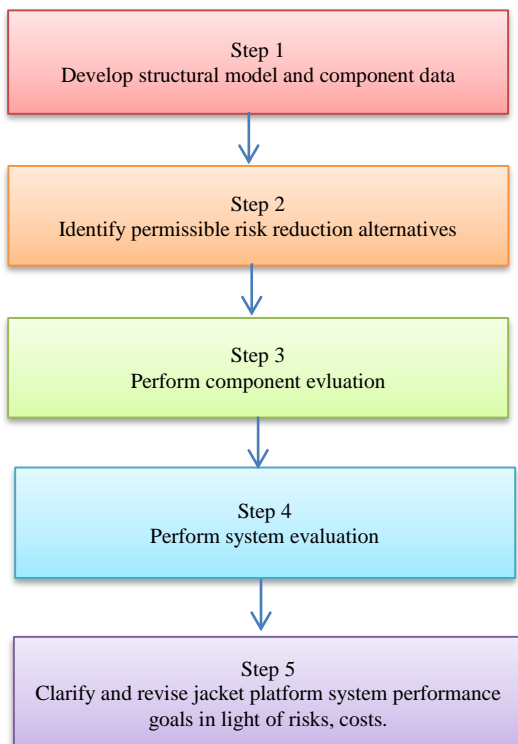 Step 1
Develop structural model and component data
Step 2
Identify permissible risk reduction alternatives
Step 3
Perform component evluation
Step 4
Perform system evaluation
Step 5
Clarify and revise jacket platform system performance
goals in light of risks, costs.